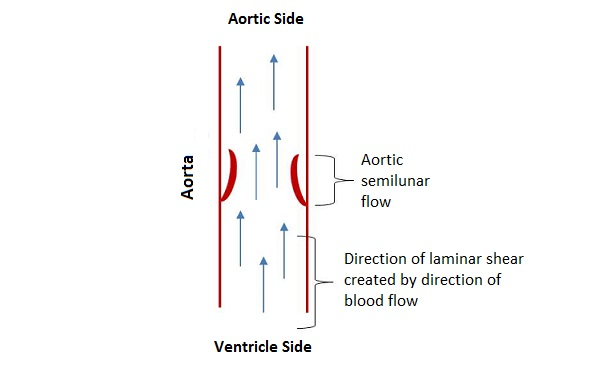 Aortic Side
Aorta
Aortic
semilunar
flow
Direction of laminar shear
created by direction of
blood flow
Ventricle Side